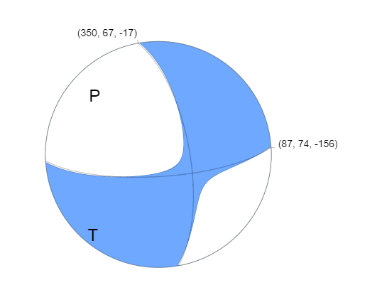 (350, 67, -17)
P
(87, 74, -156)
T